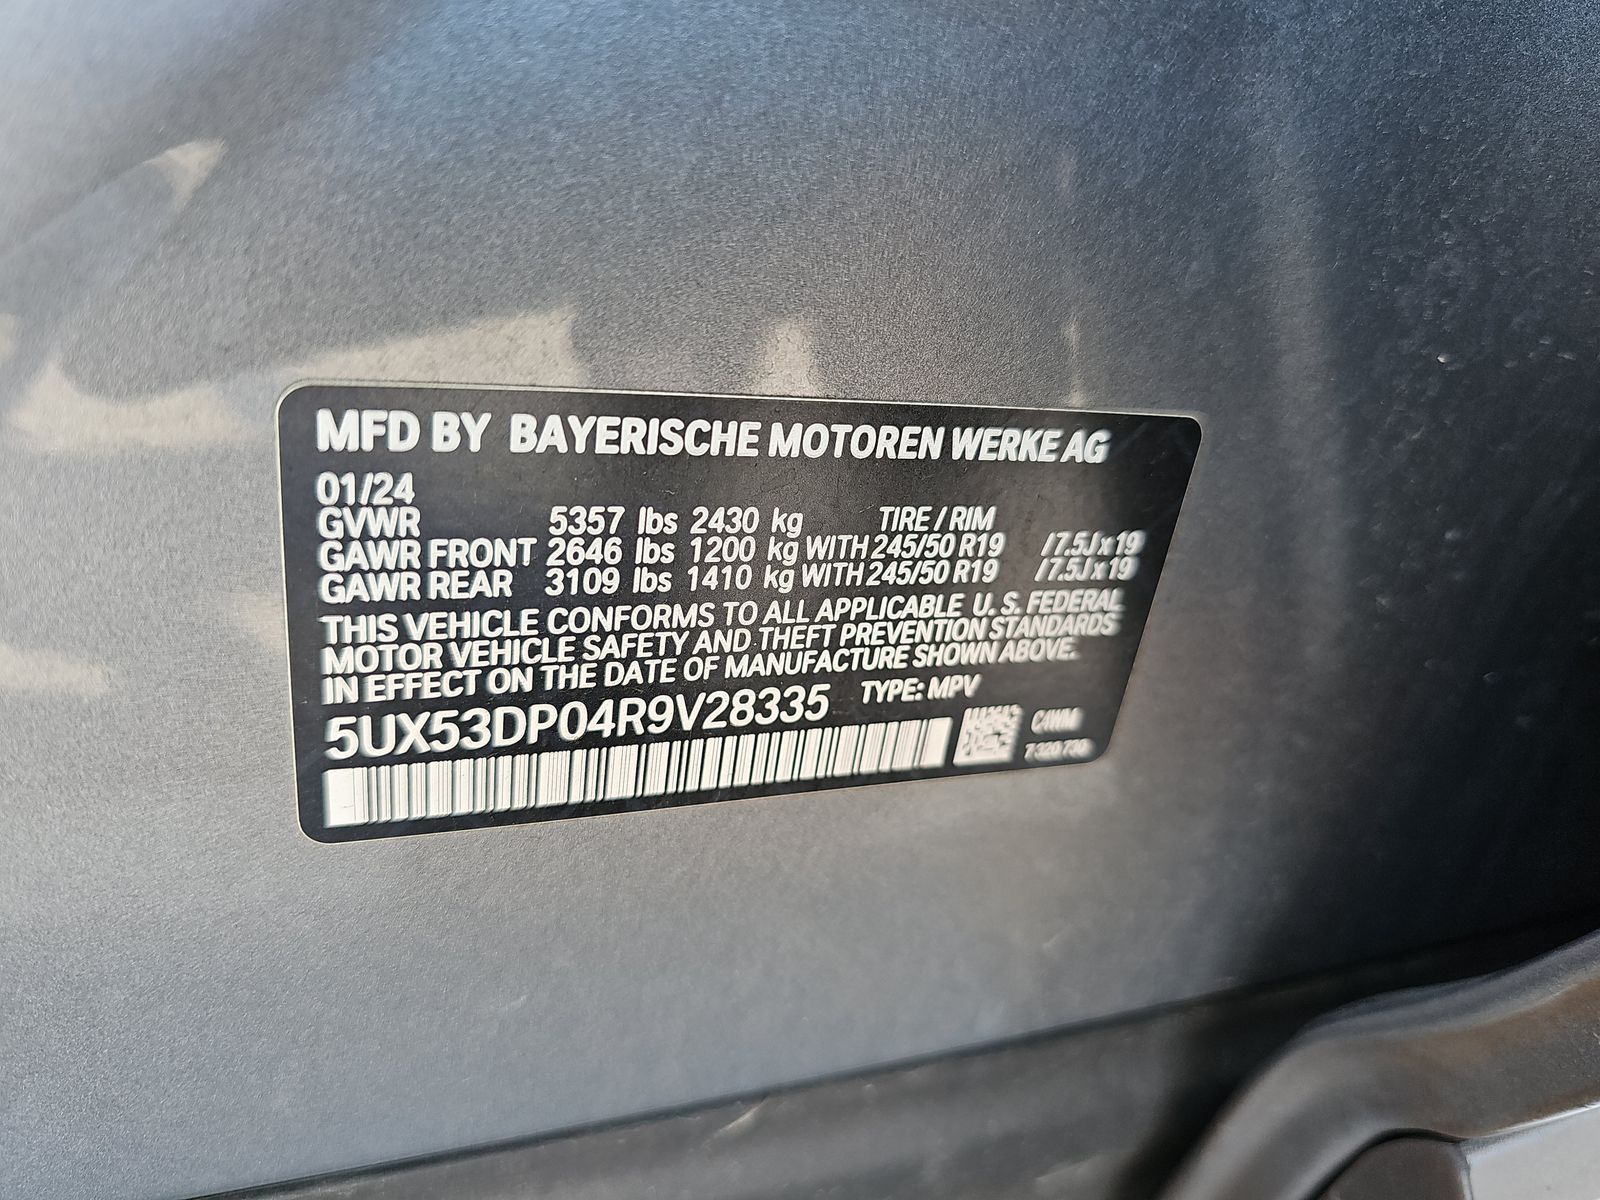 MFD BY BAYERISCHE MOTOREN WERKE AG
01/24
GVWR 5357 lbs 2430 kg TIRE / RIM
GAWR FRONT 2646 lbs 1200 kg WITH 245/50 R19 /7.5J x 19
GAWR REAR 3109 lbs 1410 kg WITH 245/50 R19 /7.5J x 19
THIS VEHICLE CONFORMS TO ALL APPLICABLE U. S. FEDERAL
MOTOR VEHICLE SAFETY AND THEFT PREVENTION STANDARDS
IN EFFECT ON THE DATE OF MANUFACTURE SHOWN ABOVE.
5UX53DP04R9V28335 TYPE: MPV
C4WM